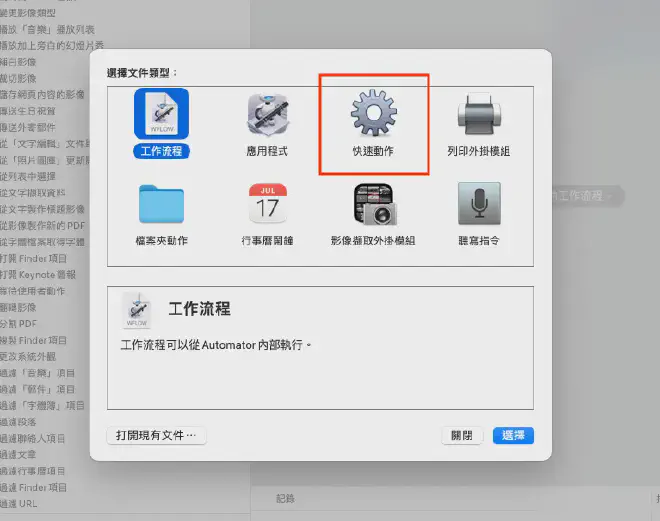 變更影像類型
播放「音樂」播放列表
播放加上旁白的幻燈片秀
縮台影像
裁切影像
儲存網頁內容的影像
傳送生日祝賀
傳送外寄郵件
從「文字編輯」文件
從「照片圖庫」更新
從列表中選擇
從文字擷取資料
從文字製作標題影像
從影像製作新的 PDF
從字體檔案取得字體
打開 Finder 項目
打開 Keynote 簡報
等待使用者動作
翻轉影像
分割 PDF
複製 Finder 項目
更改系統外觀
過濾「音樂」項目
過濾「郵件」項目
過濾「字體簿」項目
過濾段落
過濾聯絡人項目
過濾文章
過濾行事曆項目
過濾 Finder 項目
過濾 URL
選擇文件類型：
WFLOW
工作流程
應用程式
快速動作
列印外掛模組
檔案夾動作
JUL
17
行事曆鬧鐘
影像擷取外掛模組
聽寫指令
工作流程。
WFLOW
工作流程
工作流程可以從 Automator 內部執行。
打開現有文件⋯
關閉
選擇
記錄